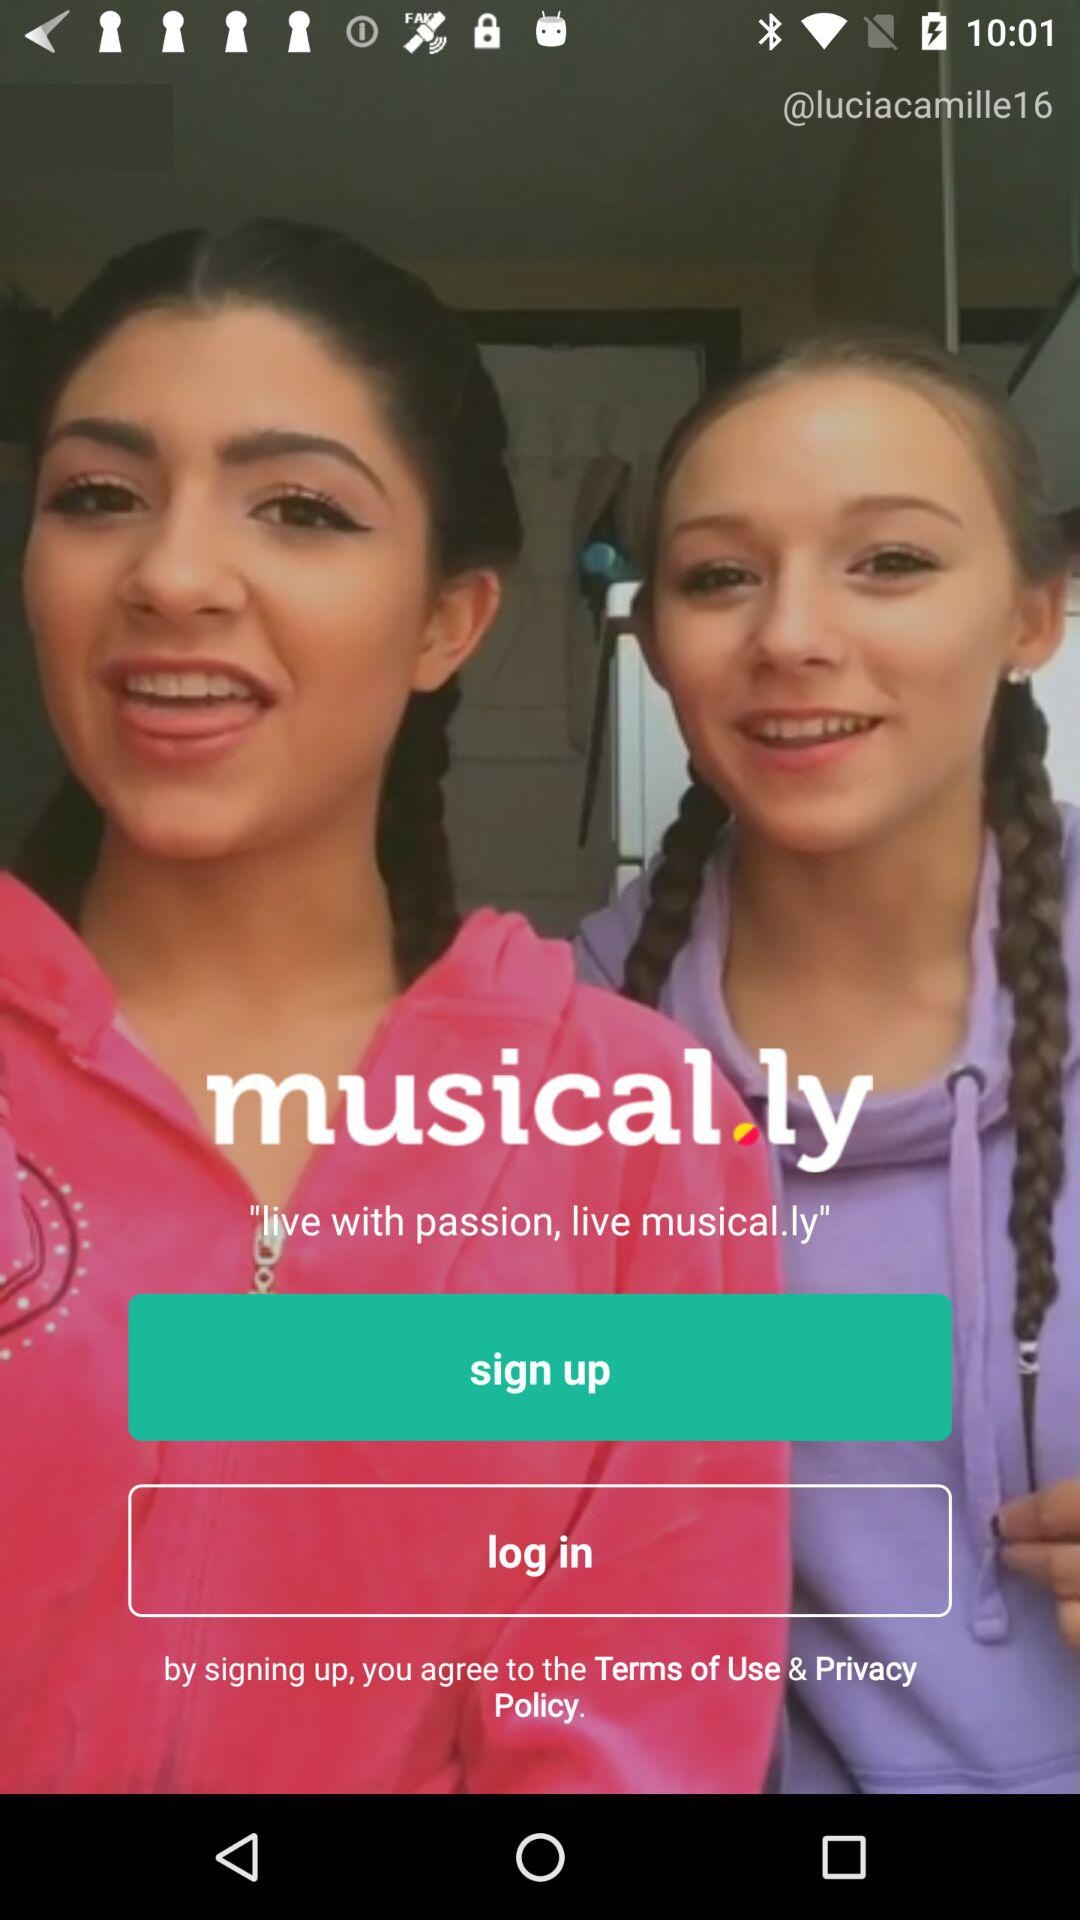 FAKE
10:01
@luciacamille16
musical.ly
"live with passion, live musical.ly"
sign up
log in
by signing up, you agree to the Terms of Use & Privacy
Policy.